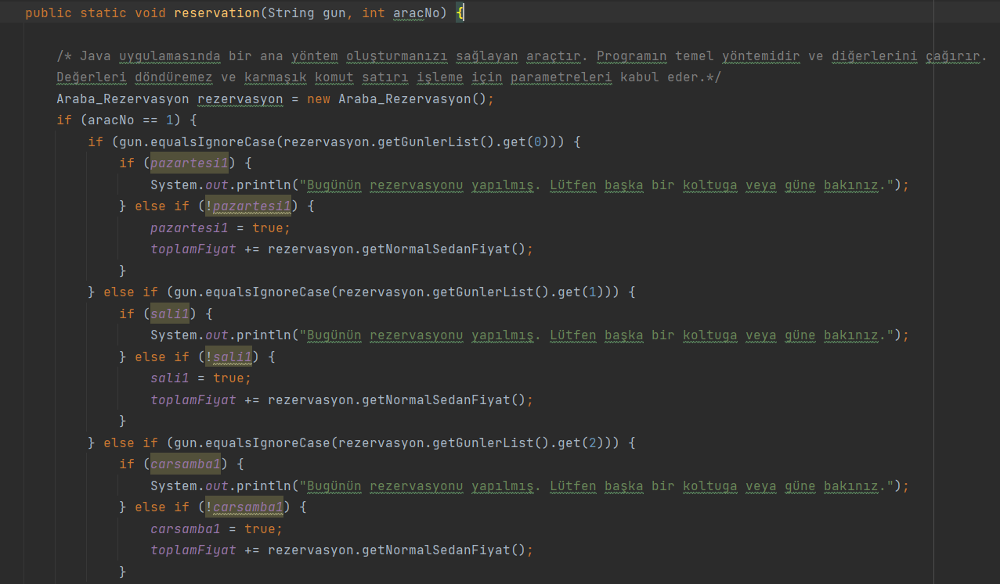 public static void reservation(String gun, int aracNo) {
/* Java uygulamasında bir ana yöntem oluşturmanızı sağlayan araçtır. Programın temel yöntemidir ve diğerlerini çağırır.
Değerleri döndüremez ve karmaşık komut satırı işleme için parametreleri kabul eder.*/
Araba_Rezervasyon rezervasyon = new Araba_Rezervasyon();
if (aracNo == 1) {
if (gun.equalsIgnoreCase(rezervasyon.getGunlerList().get(0))) {
if (pazartesi1) {
System.out.println("Bugünün rezervasyonu yapılmış. Lütfen başka bir koltuga veya güne bakınız.");
} else if (!pazartesi1) {
pazartesi1 = true;
toplamFiyat += rezervasyon.getNormalSedanFiyat();
}
} else if (gun.equalsIgnoreCase(rezervasyon.getGunlerList().get(1))) {
if (sali1) {
System.out.println("Bugünün rezervasyonu yapılmış. Lütfen başka bir koltuga veya güne bakınız.");
} else if (!sali1) {
sali1 = true;
toplamFiyat += rezervasyon.getNormalSedanFiyat();
}
} else if (gun.equalsIgnoreCase(rezervasyon.getGunlerList().get(2))) {
if (carsamba1) {
System.out.println("Bugünün rezervasyonu yapılmış. Lütfen başka bir koltuga veya güne bakınız.");
} else if (!carsamba1) {
carsamba1 = true;
toplamFiyat += rezervasyon.getNormalSedanFiyat();
}